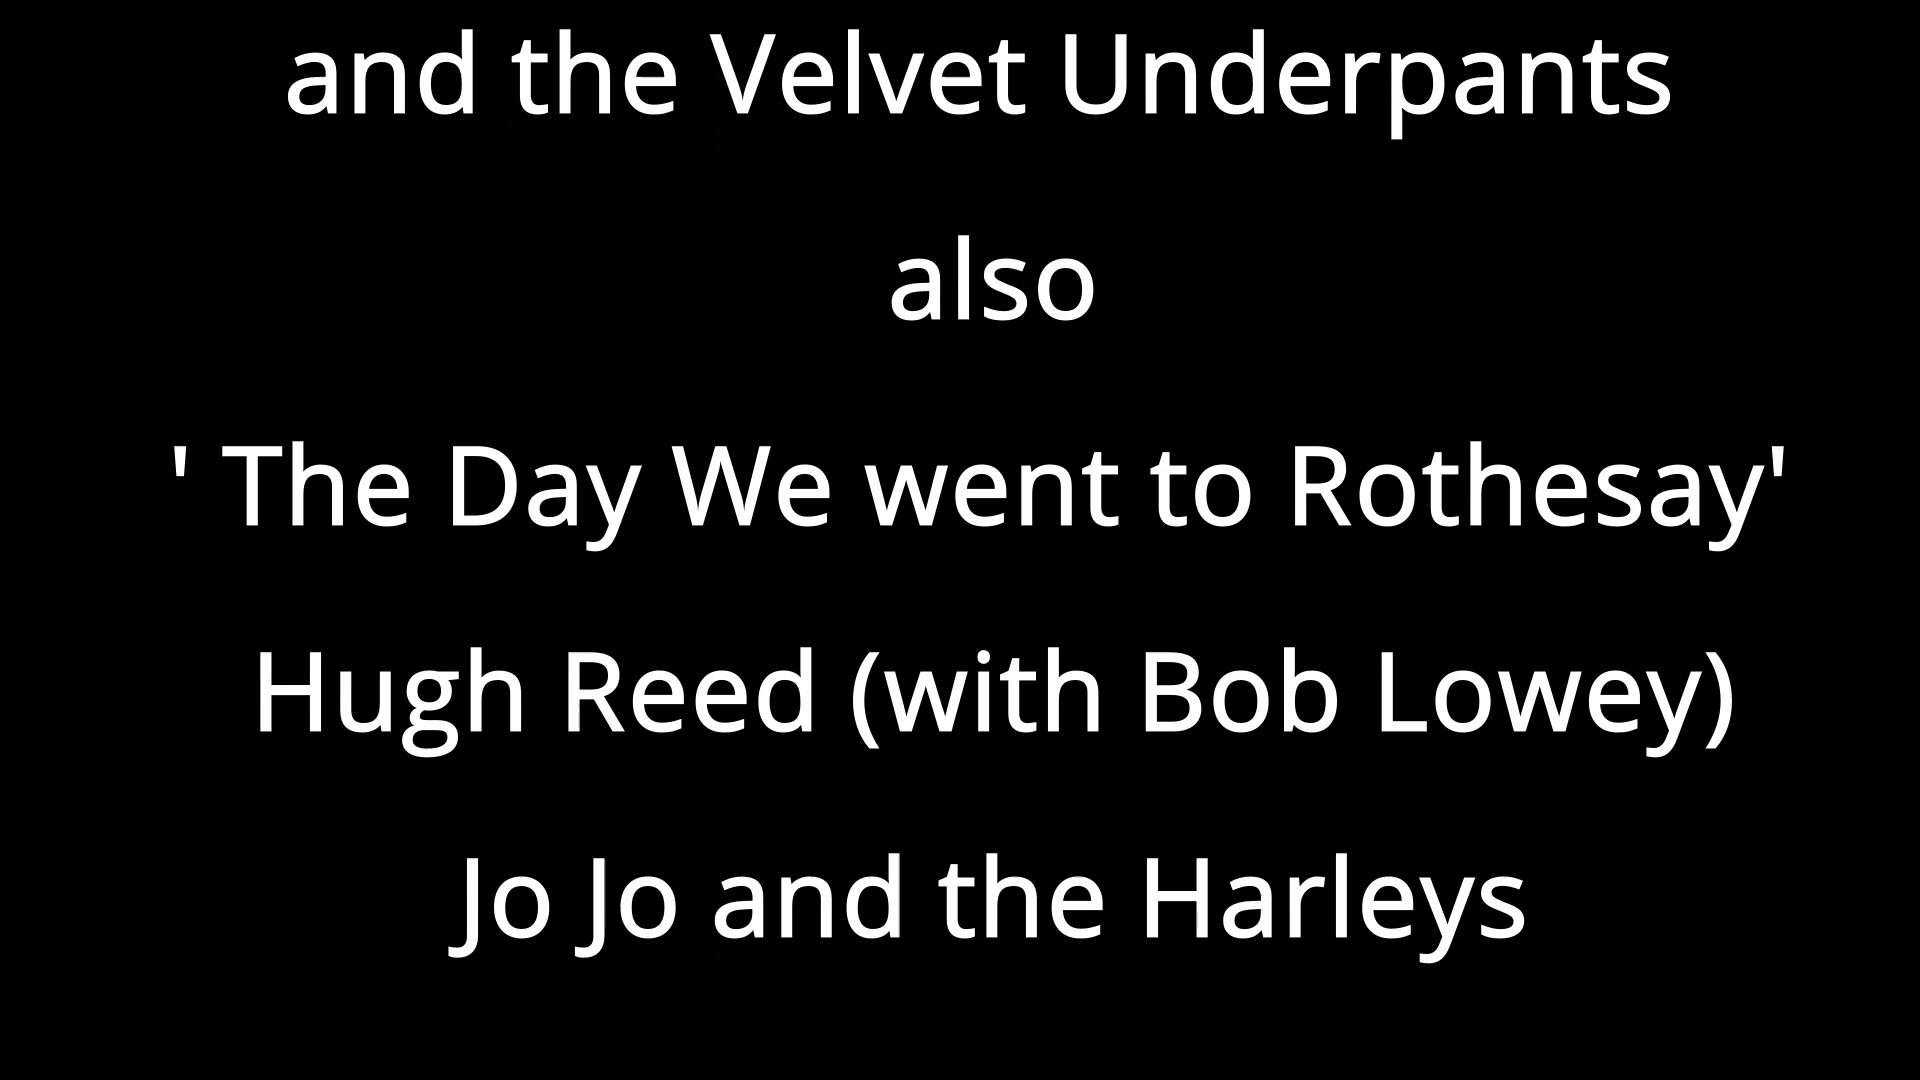 and the Velvet Underpants
also
' The Day We went to Rothesay'
Hugh Reed (with Bob Lowey)
Jo Jo and the Harleys